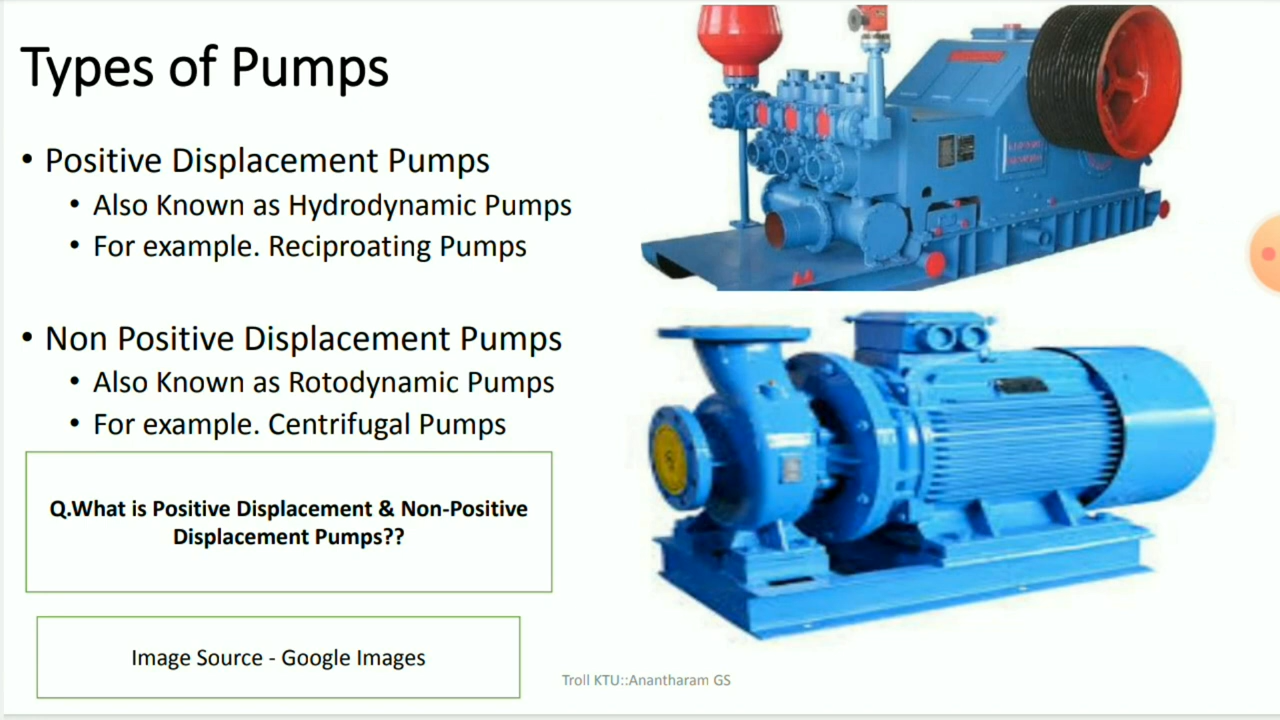 Types of Pumps
• Positive Displacement Pumps
• Also Known as Hydrodynamic Pumps
• For example. Reciproating Pumps
• Non Positive Displacement Pumps
• Also Known as Rotodynamic Pumps
• For example. Centrifugal Pumps
Q.What is Positive Displacement & Non-Positive
Displacement Pumps??
Image Source - Google Images
Troll KTU::Anantharam GS